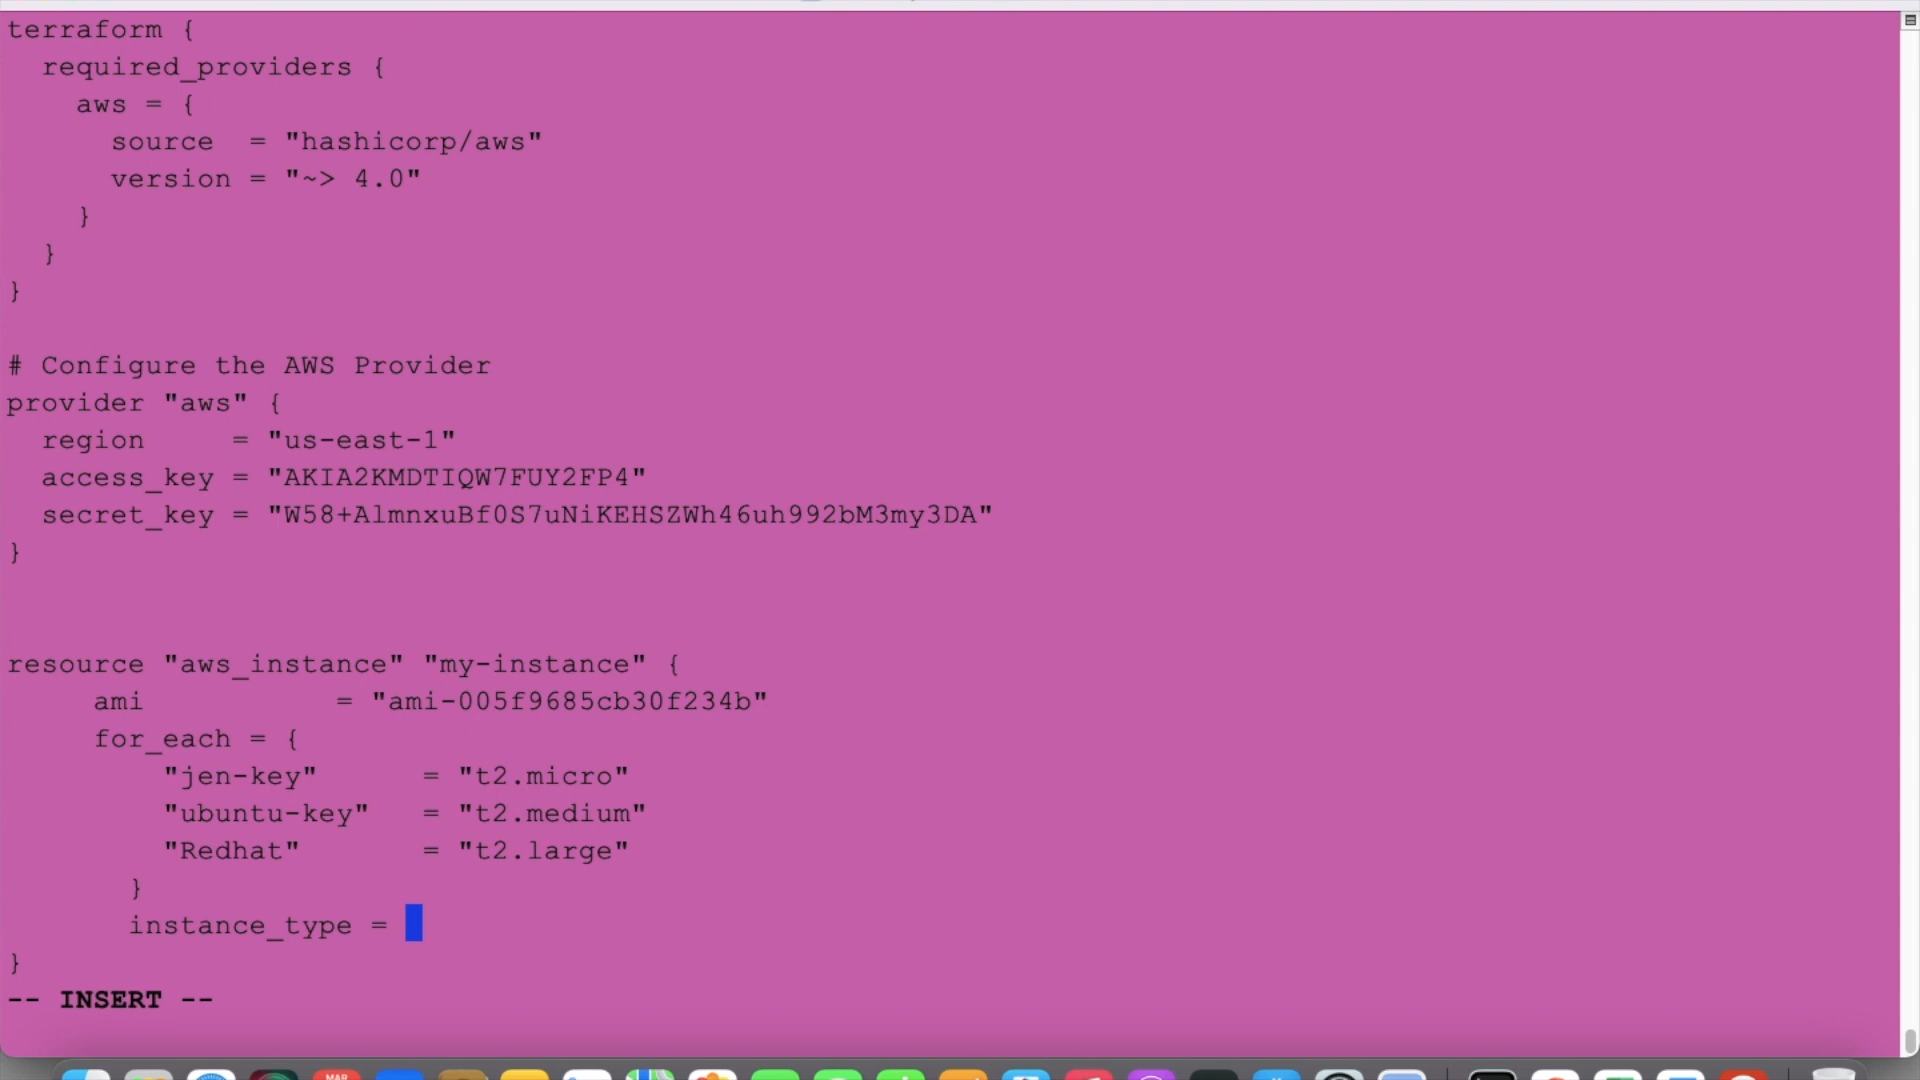 terraform {
  required_providers {
    aws = {
      source  = "hashicorp/aws"
      version = "~> 4.0"
    }
  }
}

# Configure the AWS Provider
provider "aws" {
  region     = "us-east-1"
  access_key = "AKIA2KMDTIQW7FUY2FP4"
  secret_key = "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"
}

resource "aws_instance" "my-instance" {
     ami           = "ami-005f9685cb30f234b"
     for_each = {
         "jen-key"      = "t2.micro"
         "ubuntu-key"   = "t2.medium"
         "Redhat"       = "t2.large"
       }
       instance_type =
}
-- INSERT --
MAR